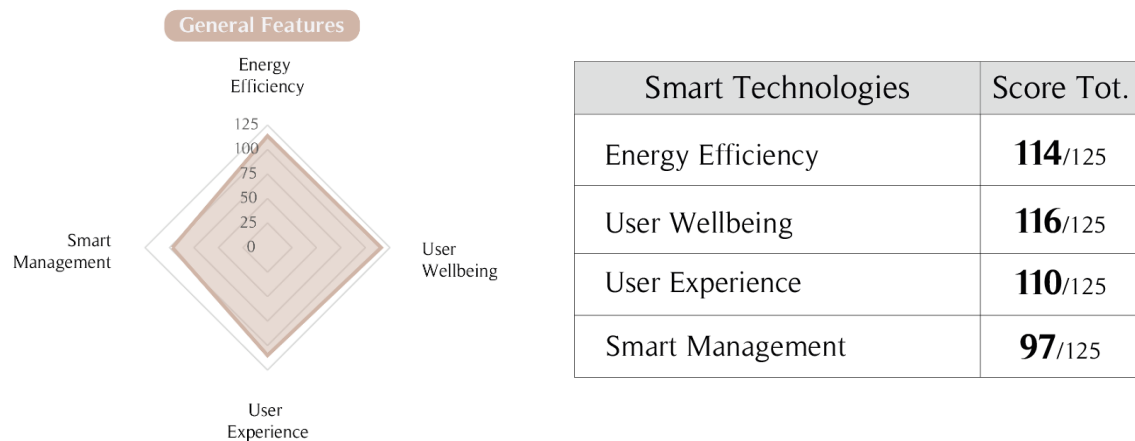 General Features
Energy
Efficiency
125
100
75
50
25
0
Smart
Management
User
Wellbeing
User
Experience
Smart Technologies Score Tot.
Energy Efficiency 114/125
User Wellbeing 116/125
User Experience 110/125
Smart Management 97/125